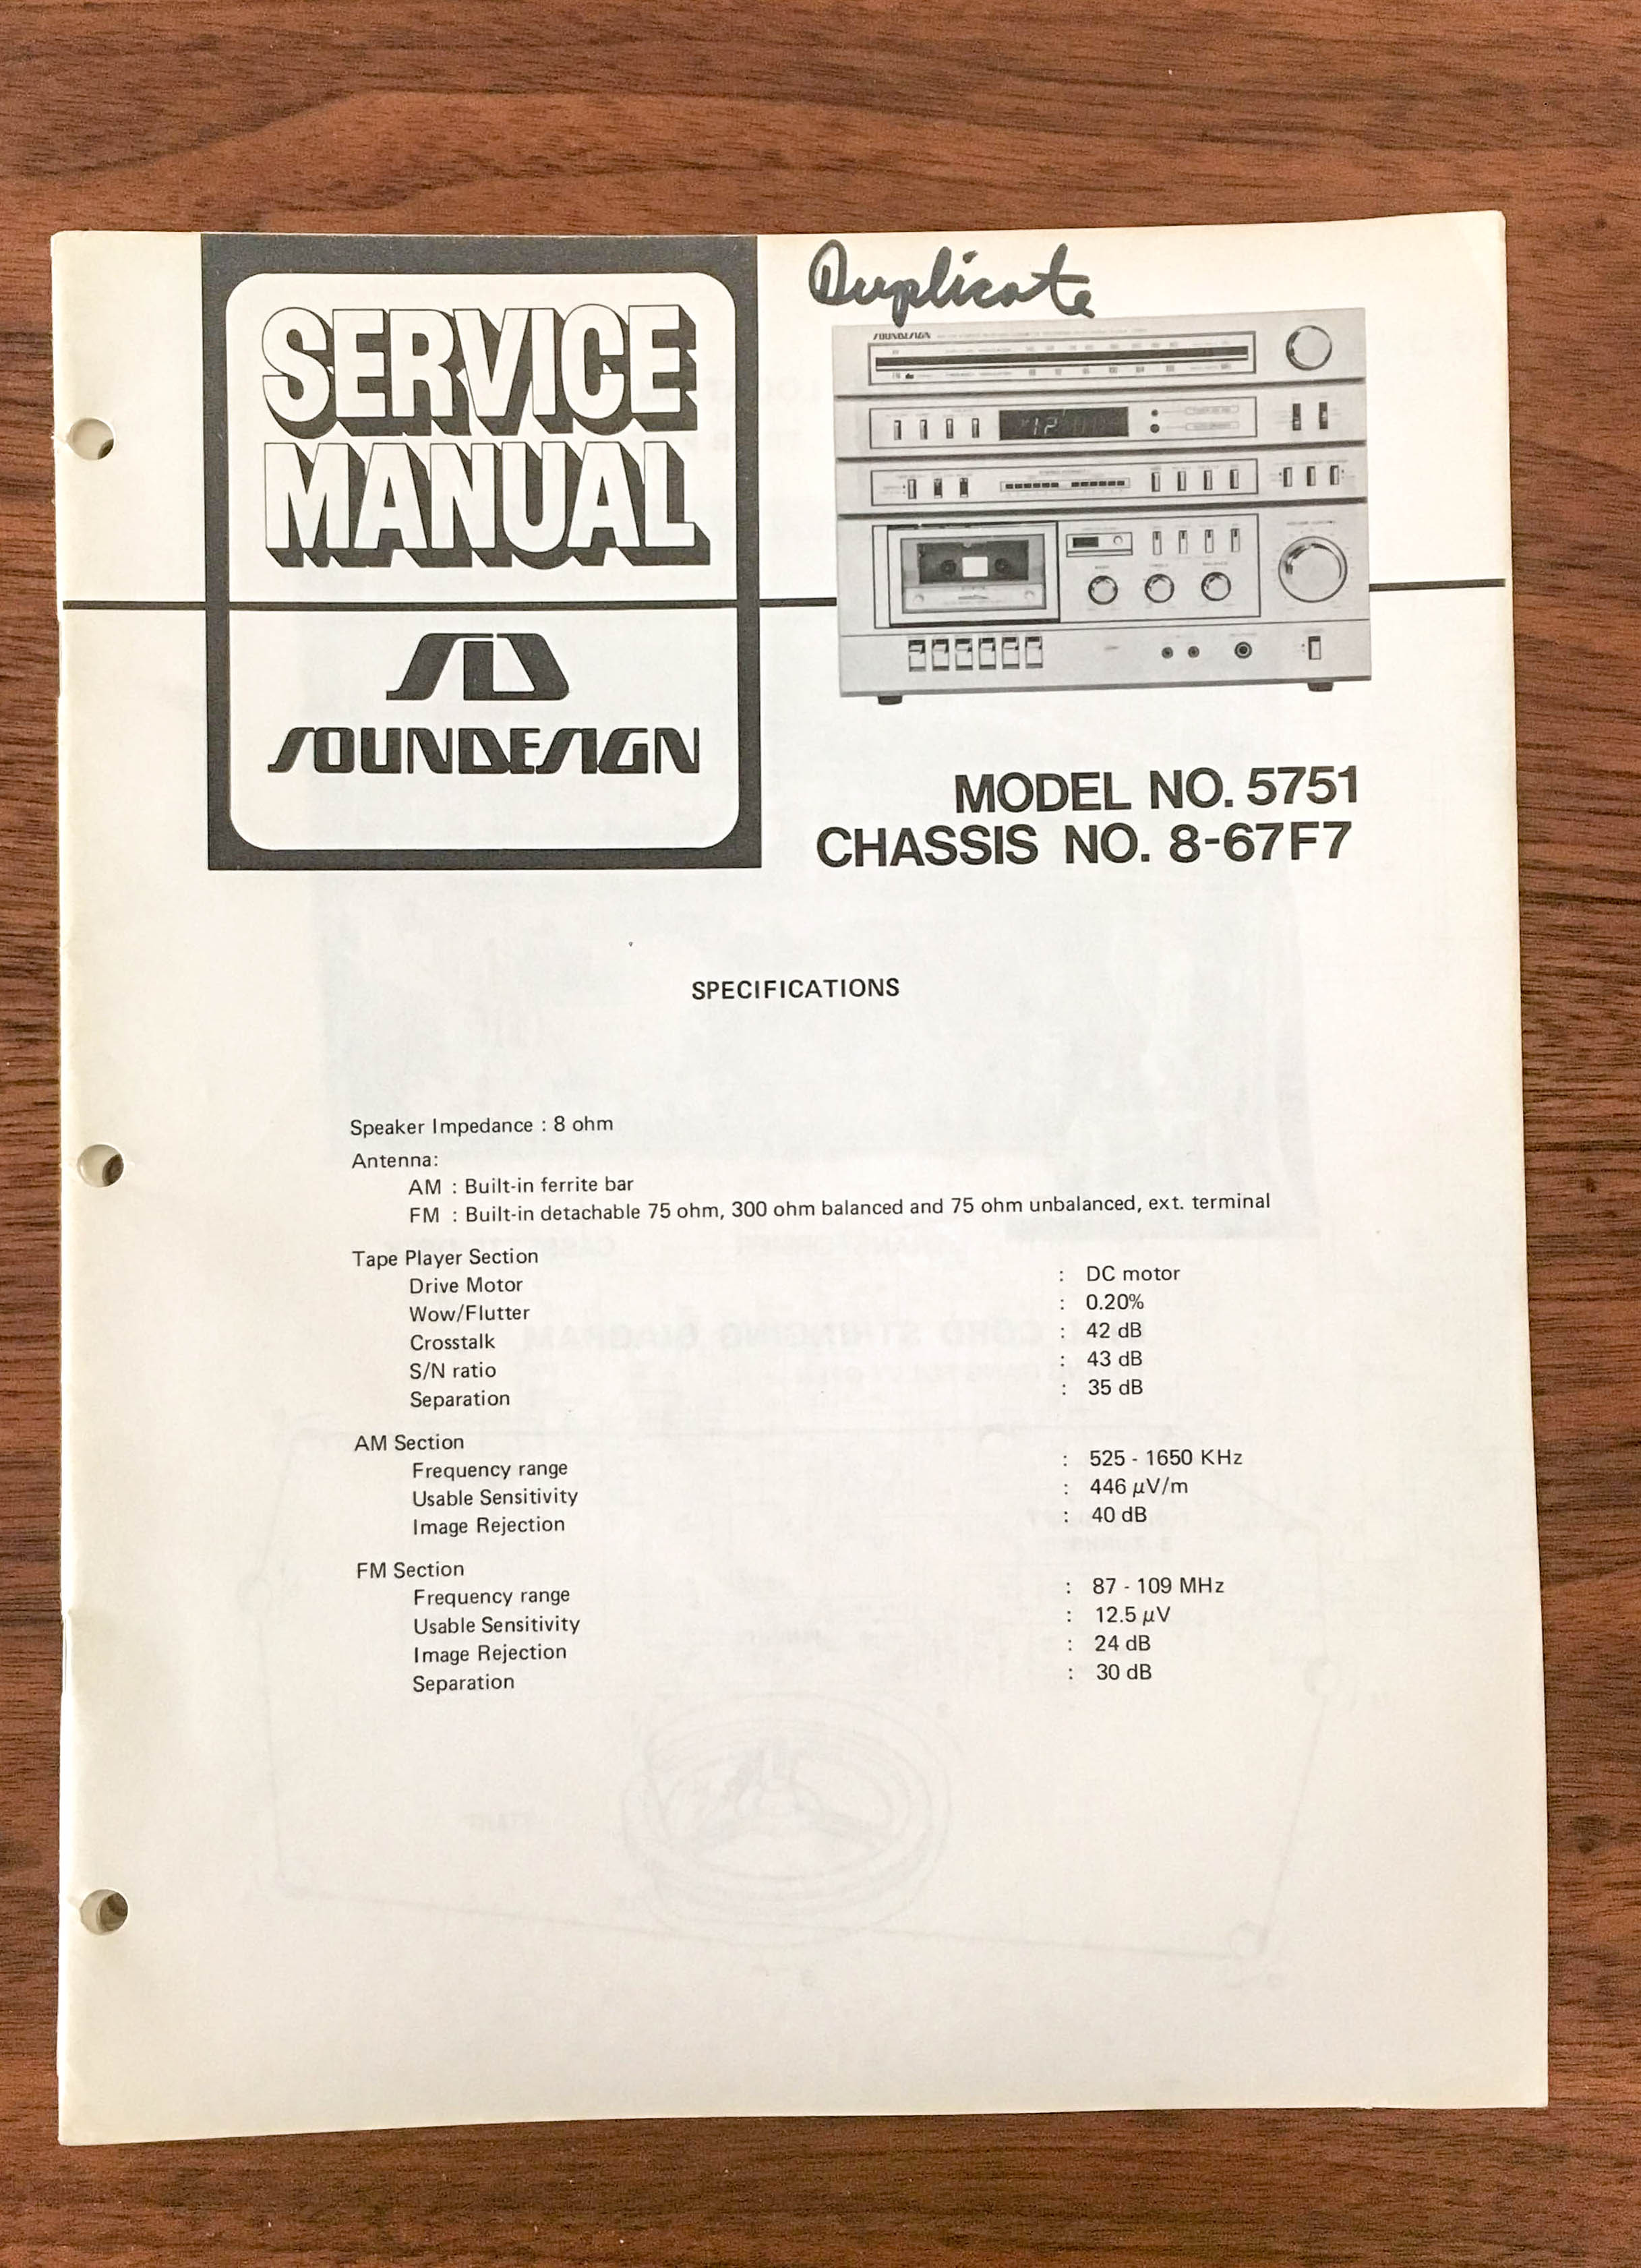 Duplicate
SERVICE
MANUAL
SD
SOUNDESIGN
SOUNDESIGN
12
MODEL NO. 5751
CHASSIS NO. 8-67F7
SPECIFICATIONS
Speaker Impedance : 8 ohm
Antenna:
AM : Built-in ferrite bar
FM : Built-in detachable 75 ohm, 300 ohm balanced and 75 ohm unbalanced, ext. terminal
Tape Player Section
Drive Motor : DC motor
Wow/Flutter : 0.20%
Crosstalk : 42 dB
S/N ratio : 43 dB
Separation : 35 dB
AM Section
Frequency range : 525 - 1650 KHz
Usable Sensitivity : 446 µV/m
Image Rejection : 40 dB
FM Section
Frequency range : 87 - 109 MHz
Usable Sensitivity : 12.5 µV
Image Rejection : 24 dB
Separation : 30 dB